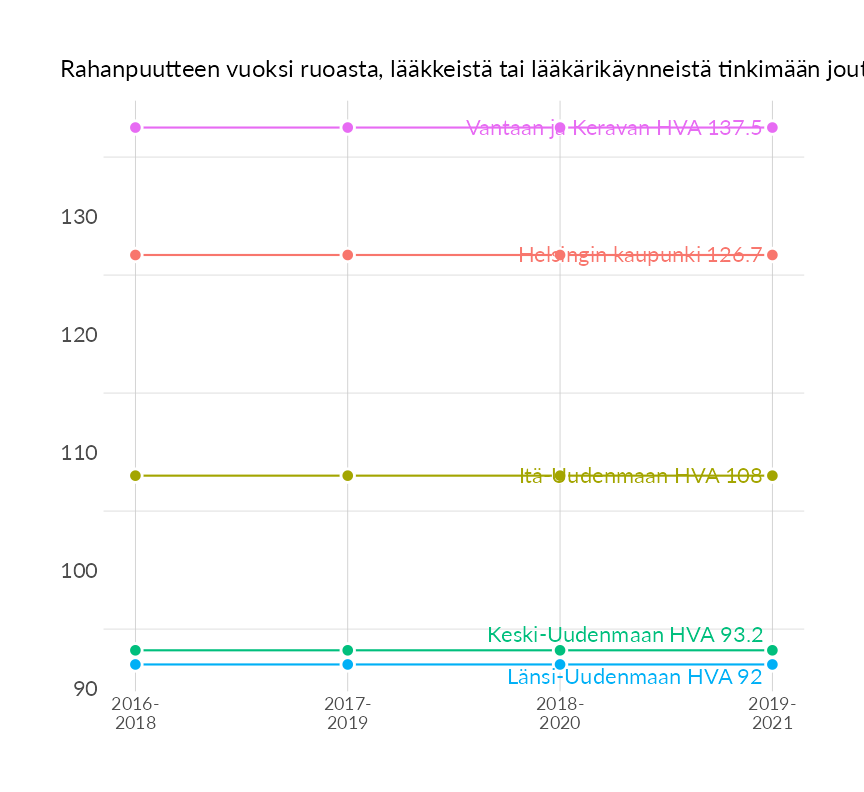 Rahanpuutteen vuoksi ruoasta, lääkkeistä tai lääkärikäynneistä tinkimään
Vantaan ja Keravan HVA 137.5
130
Helsingin kaupunki 126.7
120
110
Itä-Uudenmaan HVA 108
100
Keski-Uudenmaan HVA 93.2
Länsi-Uudenmaan HVA 92
90
2016-
2018
2017-
2019
2018-
2020
2019-
2021